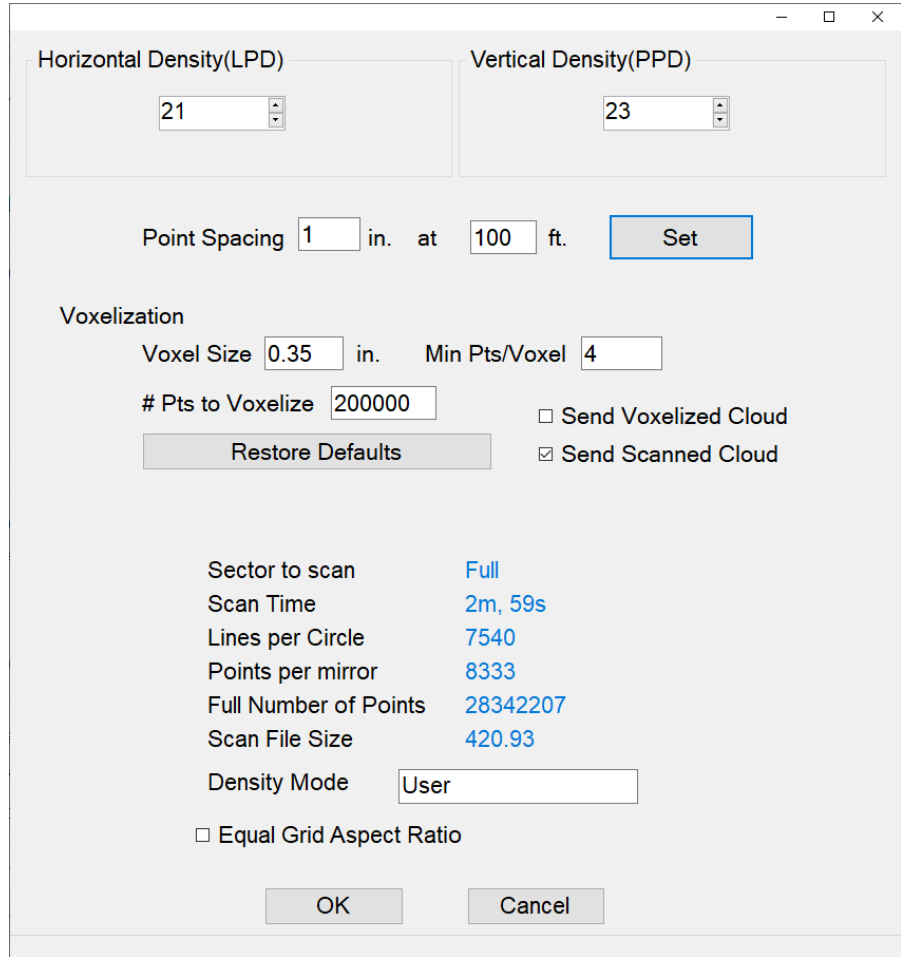 Horizontal Density(LPD) Vertical Density(PPD)
21 23
Point Spacing 1 in. at 100 ft. Set
Voxelization
Voxel Size 0.35 in. Min Pts/Voxel 4
# Pts to Voxelize 200000
Send Voxelized Cloud
Restore Defaults Send Scanned Cloud
Sector to scan Full
Scan Time 2m, 59s
Lines per Circle 7540
Points per mirror 8333
Full Number of Points 28342207
Scan File Size 420.93
Density Mode User
Equal Grid Aspect Ratio
OK Cancel